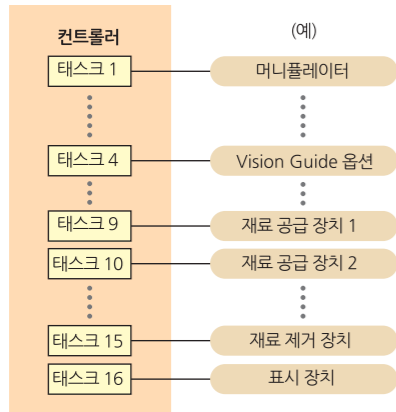 컨트롤러 (예)
태스크 1 머니퓰레이터
태스크 4 Vision Guide 옵션
태스크 9 재료 공급 장치 1
태스크 10 재료 공급 장치 2
태스크 15 재료 제거 장치
태스크 16 표시 장치